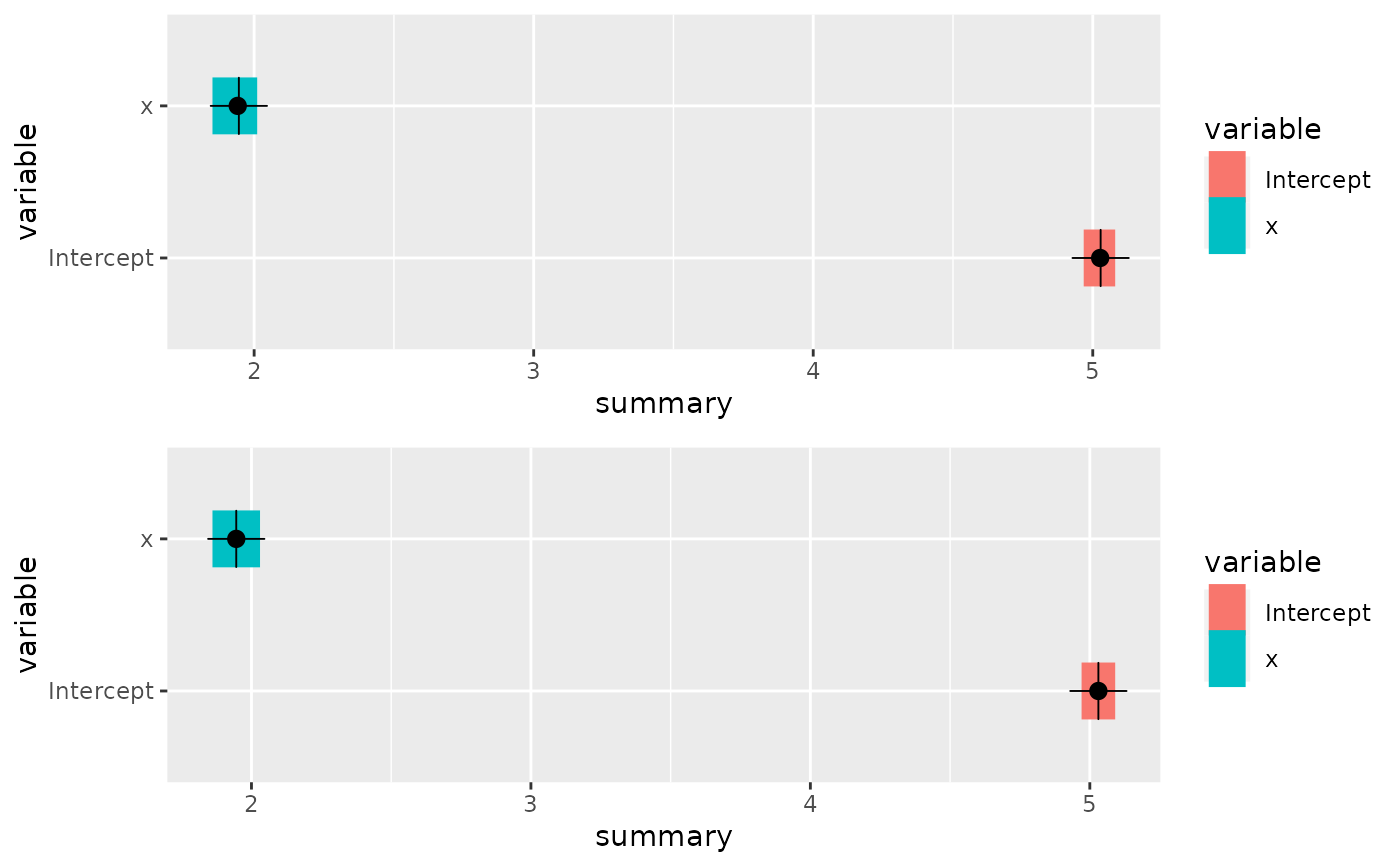 variable
x
Intercept
2 3 4 5
summary
variable
Intercept
x
variable
x
Intercept
2 3 4 5
summary
variable
Intercept
x